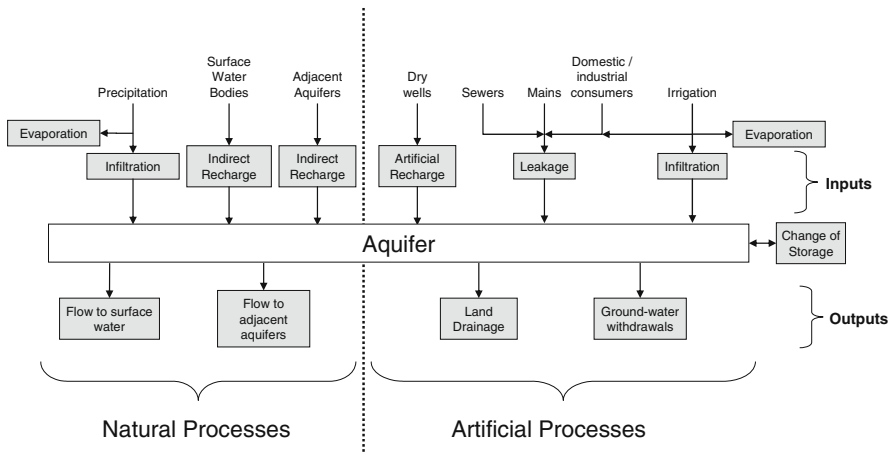 Surface
Water
Bodies
Precipitation
Adjacent
Aquifers
Dry
wells
Sewers
Mains
Domestic /
industrial
consumers
Irrigation
Evaporation
Evaporation
Infiltration
Indirect
Recharge
Indirect
Recharge
Artificial
Recharge
Leakage
Infiltration
Inputs
Aquifer
Change of
Storage
Flow to surface
water
Flow to
adjacent
aquifers
Land
Drainage
Ground-water
withdrawals
Outputs
Natural Processes
Artificial Processes